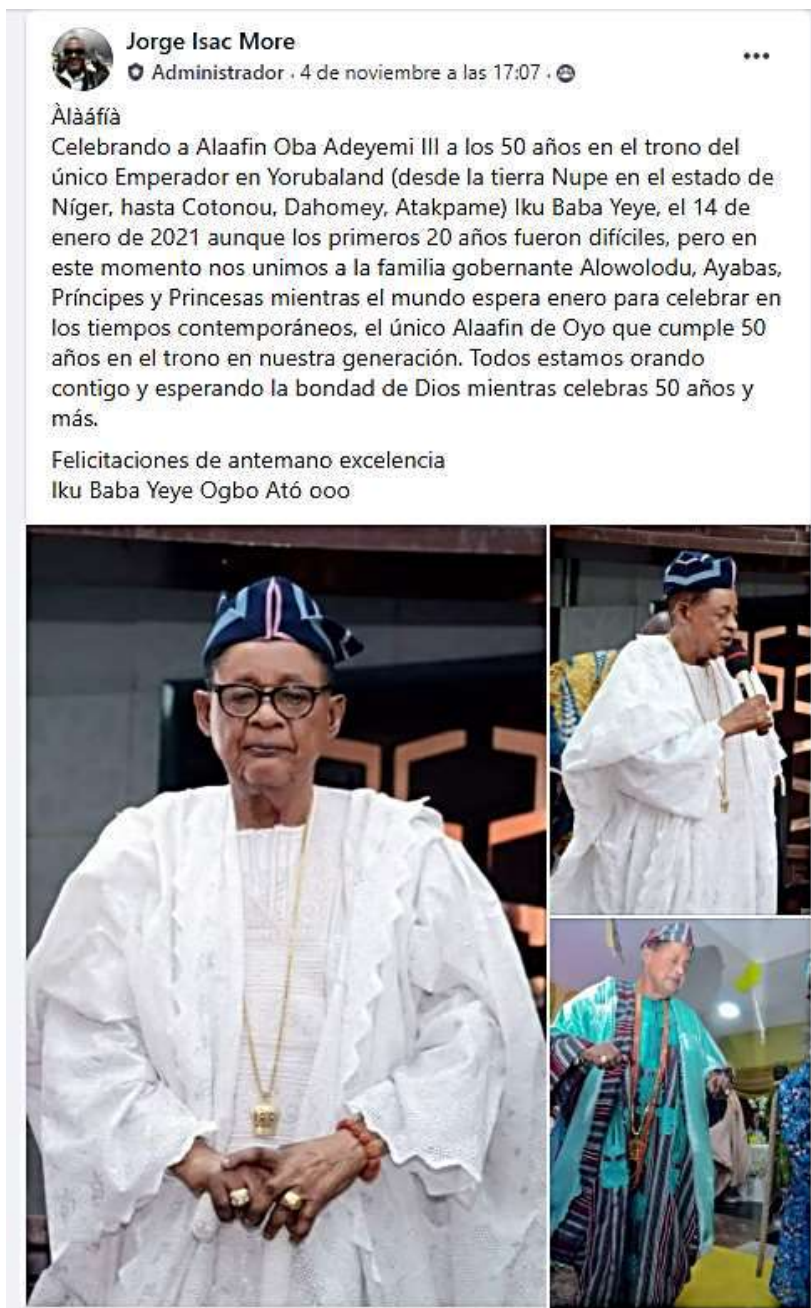 Jorge Isac More
Administrador · 4 de noviembre a las 17:07 ·
Àlààfíà
Celebrando a Alaafin Oba Adeyemi III a los 50 años en el trono del
único Emperador en Yorubaland (desde la tierra Nupe en el estado de
Níger, hasta Cotonou, Dahomey, Atakpame) Iku Baba Yeye, el 14 de
enero de 2021 aunque los primeros 20 años fueron difíciles, pero en
este momento nos unimos a la familia gobernante Alowolodu, Ayabas,
Príncipes y Princesas mientras el mundo espera enero para celebrar en
los tiempos contemporáneos, el único Alaafin de Oyo que cumple 50
años en el trono en nuestra generación. Todos estamos orando
contigo y esperando la bondad de Dios mientras celebras 50 años y
más.
Felicitaciones de antemano excelencia
Iku Baba Yeye Ogbo Ató ooo